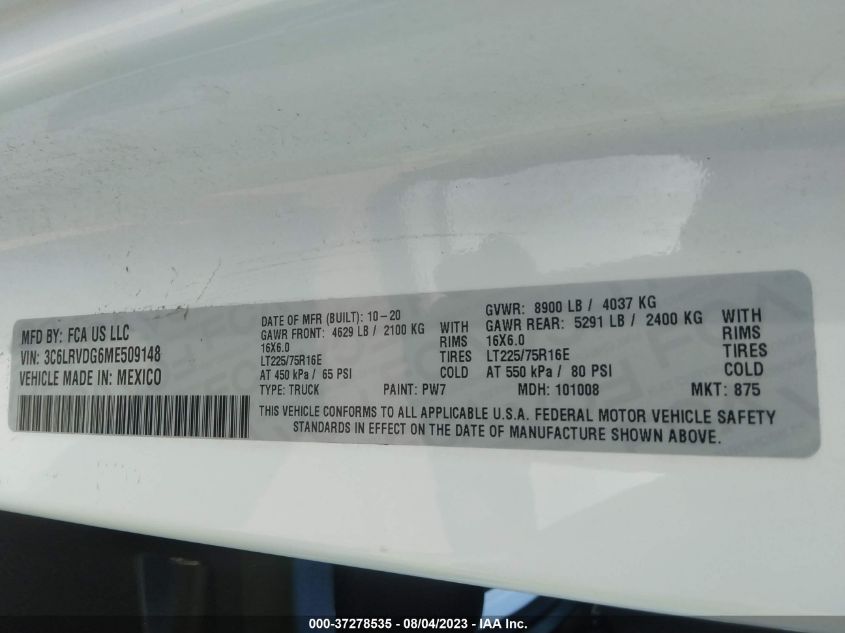 MFD BY: FCA US LLC
VIN: 3C6LRVDG6ME509148
VEHICLE MADE IN: MEXICO
DATE OF MFR (BUILT): 10-20
GAWR FRONT: 4629 LB / 2100 KG WITH
16X6.0 RIMS
LT225/75R16E TIRES
AT 450 kPa / 65 PSI COLD
GVWR: 8900 LB / 4037 KG
GAWR REAR: 5291 LB / 2400 KG WITH
16X6.0 RIMS
LT225/75R16E TIRES
AT 550 kPa / 80 PSI COLD
TYPE: TRUCK PAINT: PW7 MDH: 101008 MKT: 875
THIS VEHICLE CONFORMS TO ALL APPLICABLE U.S.A. FEDERAL MOTOR VEHICLE SAFETY
STANDARDS IN EFFECT ON THE DATE OF MANUFACTURE SHOWN ABOVE.
000-37278535 - 08/04/2023 - IAA Inc.